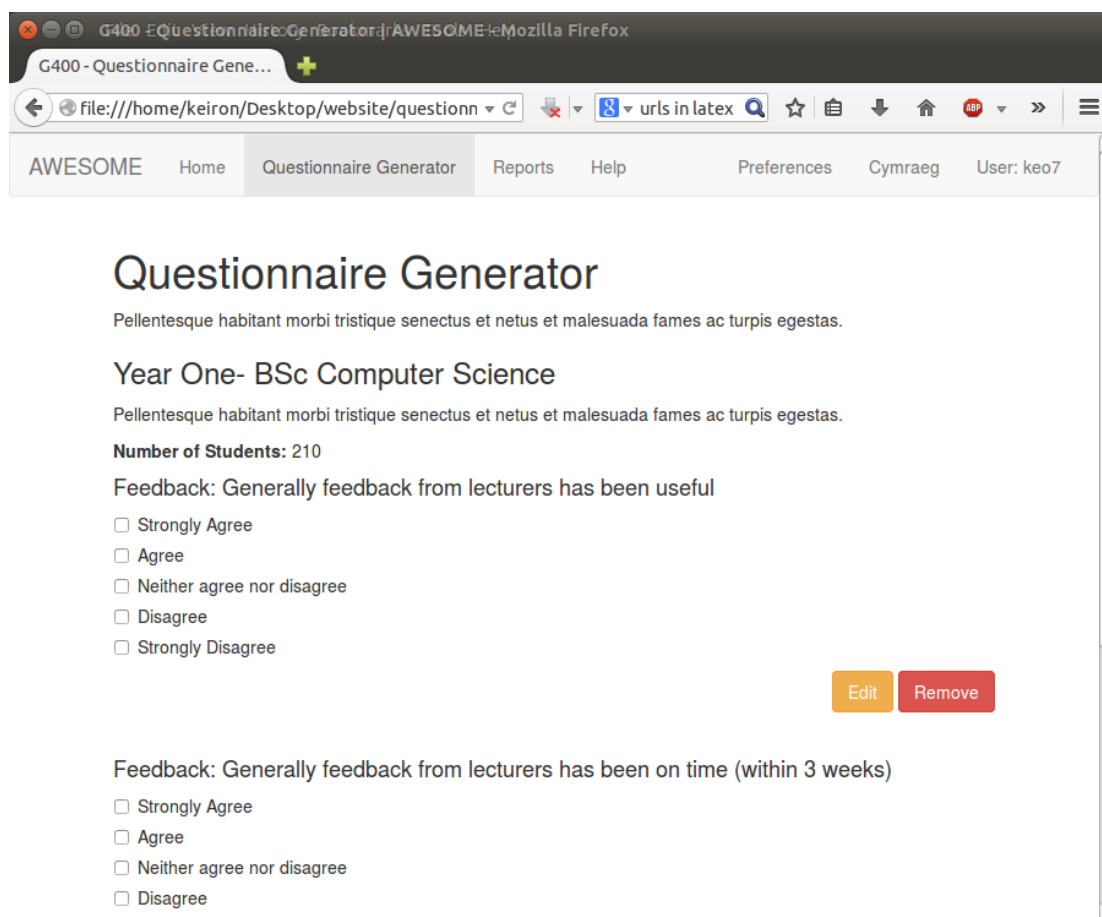 G400 - Questionnaire Generator | AWESOME - Mozilla Firefox
G400 - Questionnaire Gene...
file:///home/keiron/Desktop/website/questionn
urls in latex
ABP
AWESOME Home Questionnaire Generator Reports Help Preferences Cymraeg User: keo7
Questionnaire Generator
Pellentesque habitant morbi tristique senectus et netus et malesuada fames ac turpis egestas.
Year One- BSc Computer Science
Pellentesque habitant morbi tristique senectus et netus et malesuada fames ac turpis egestas.
Number of Students: 210
Feedback: Generally feedback from lecturers has been useful
Strongly Agree
Agree
Neither agree nor disagree
Disagree
Strongly Disagree
Edit Remove
Feedback: Generally feedback from lecturers has been on time (within 3 weeks)
Strongly Agree
Agree
Neither agree nor disagree
Disagree